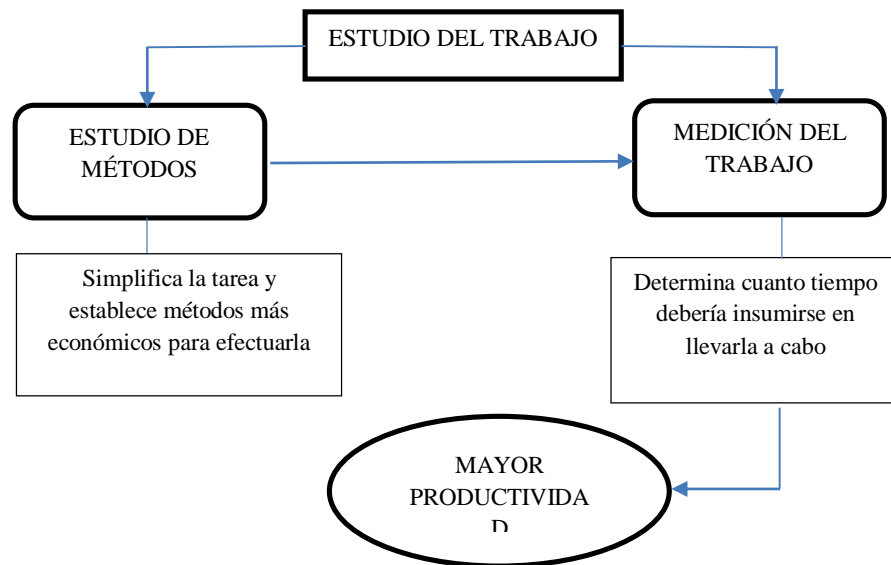 ESTUDIO DEL TRABAJO
ESTUDIO DE
MÉTODOS
MEDICIÓN DEL
TRABAJO
Simplifica la tarea y
establece métodos más
económicos para efectuarla
Determina cuanto tiempo
debería insumirse en
llevarla a cabo
MAYOR
PRODUCTIVIDA
D